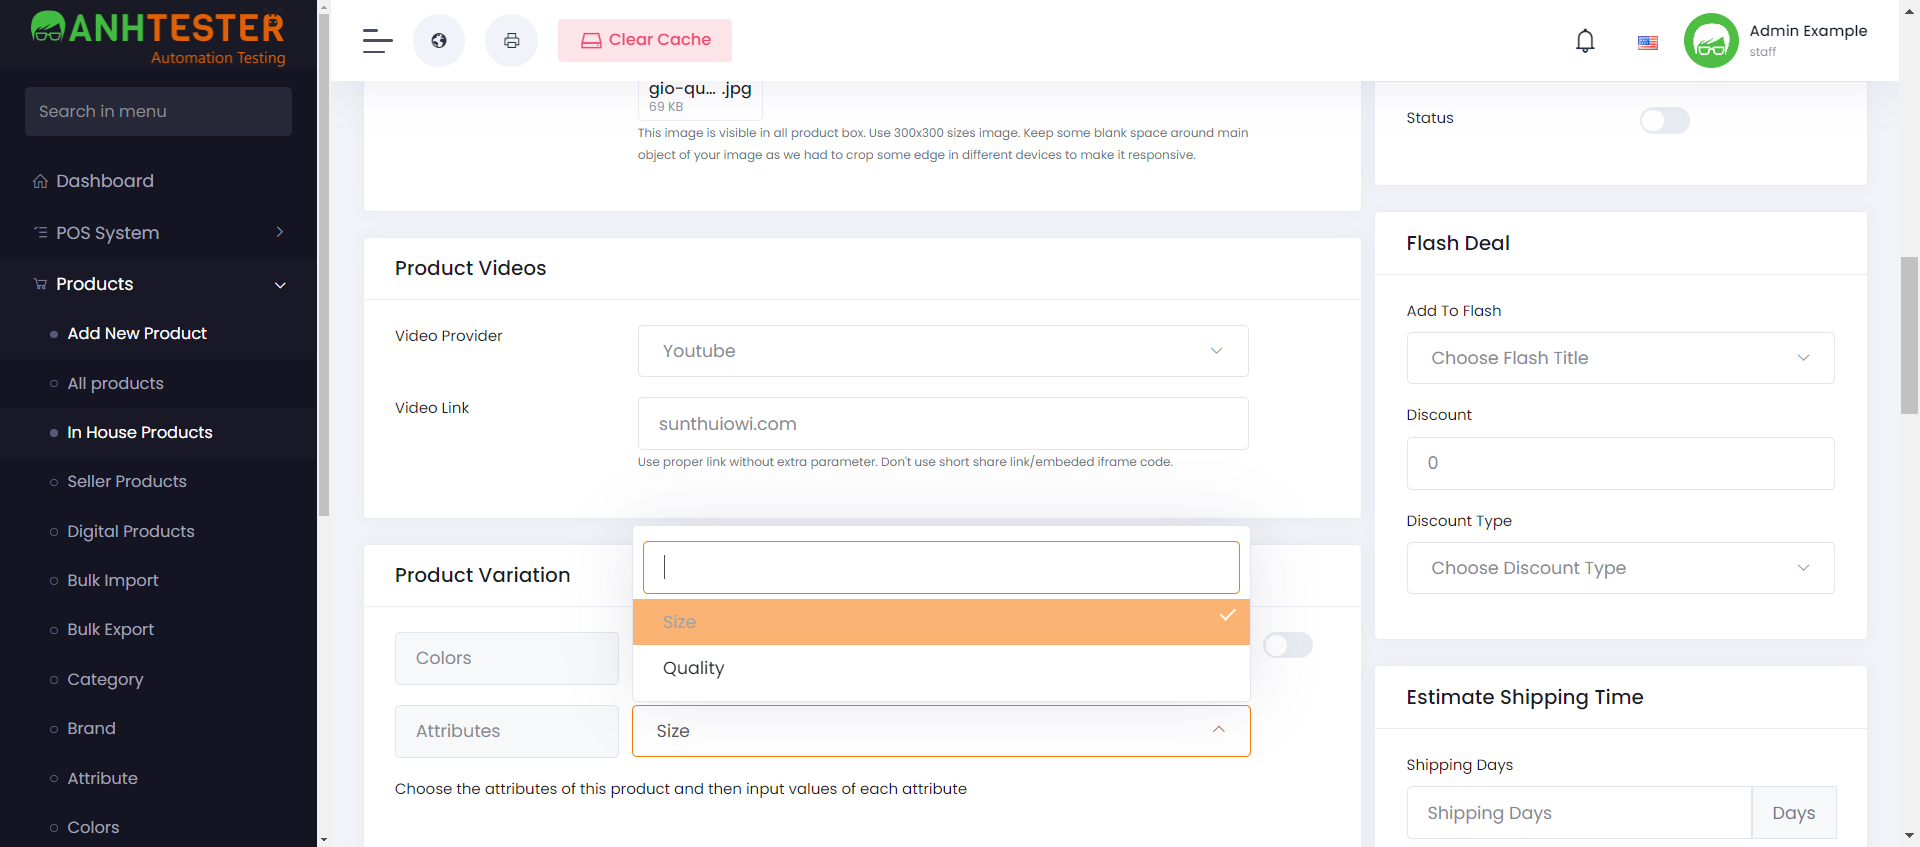 ANHTESTER
Automation Testing
Search in menu
Dashboard
POS System
Products
Add New Product
All products
In House Products
Seller Products
Digital Products
Bulk Import
Bulk Export
Category
Brand
Attribute
Colors
Clear Cache
Admin Example
staff
gio-qu... .jpg
69 KB
This image is visible in all product box. Use 300x300 sizes image. Keep some blank space around main
object of your image as we had to crop some edge in different devices to make it responsive.
Product Videos
Video Provider
Youtube
Video Link
sunthuiowi.com
Use proper link without extra parameter. Don't use short share link/embeded iframe code.
Product Variation
Size
Quality
Colors
Attributes
Size
Choose the attributes of this product and then input values of each attribute
Status
Flash Deal
Add To Flash
Choose Flash Title
Discount
0
Discount Type
Choose Discount Type
Estimate Shipping Time
Shipping Days
Shipping Days
Days